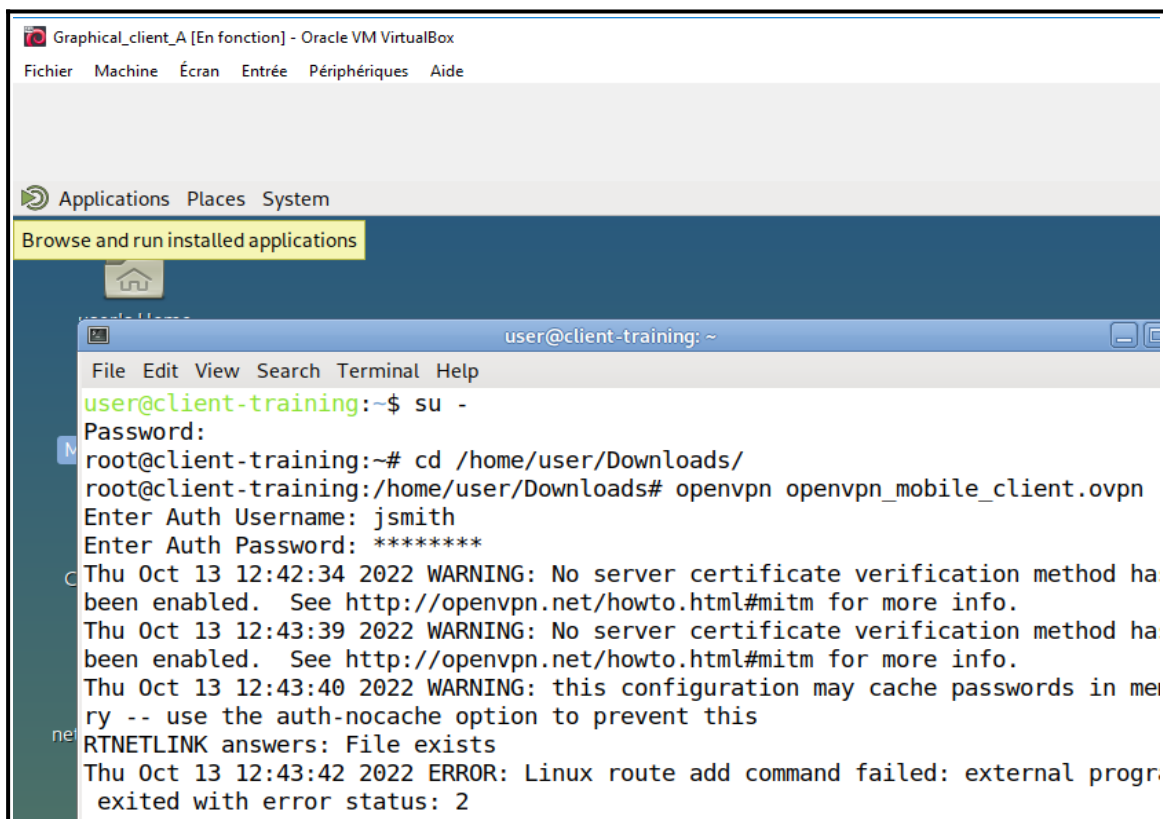 Graphical_client_A [En fonction] - Oracle VM VirtualBox
Fichier Machine Écran Entrée Périphériques Aide
Applications Places System
Browse and run installed applications
user@client-training: ~
File Edit View Search Terminal Help
user@client-training:~$ su -
Password:
root@client-training:~# cd /home/user/Downloads/
root@client-training:/home/user/Downloads# openvpn openvpn_mobile_client.ovpn
Enter Auth Username: jsmith
Enter Auth Password: ********
Thu Oct 13 12:42:34 2022 WARNING: No server certificate verification method ha
been enabled.  See http://openvpn.net/howto.html#mitm for more info.
Thu Oct 13 12:43:39 2022 WARNING: No server certificate verification method ha
been enabled.  See http://openvpn.net/howto.html#mitm for more info.
Thu Oct 13 12:43:40 2022 WARNING: this configuration may cache passwords in me
ry -- use the auth-nocache option to prevent this
net
RTNETLINK answers: File exists
Thu Oct 13 12:43:42 2022 ERROR: Linux route add command failed: external progr
exited with error status: 2